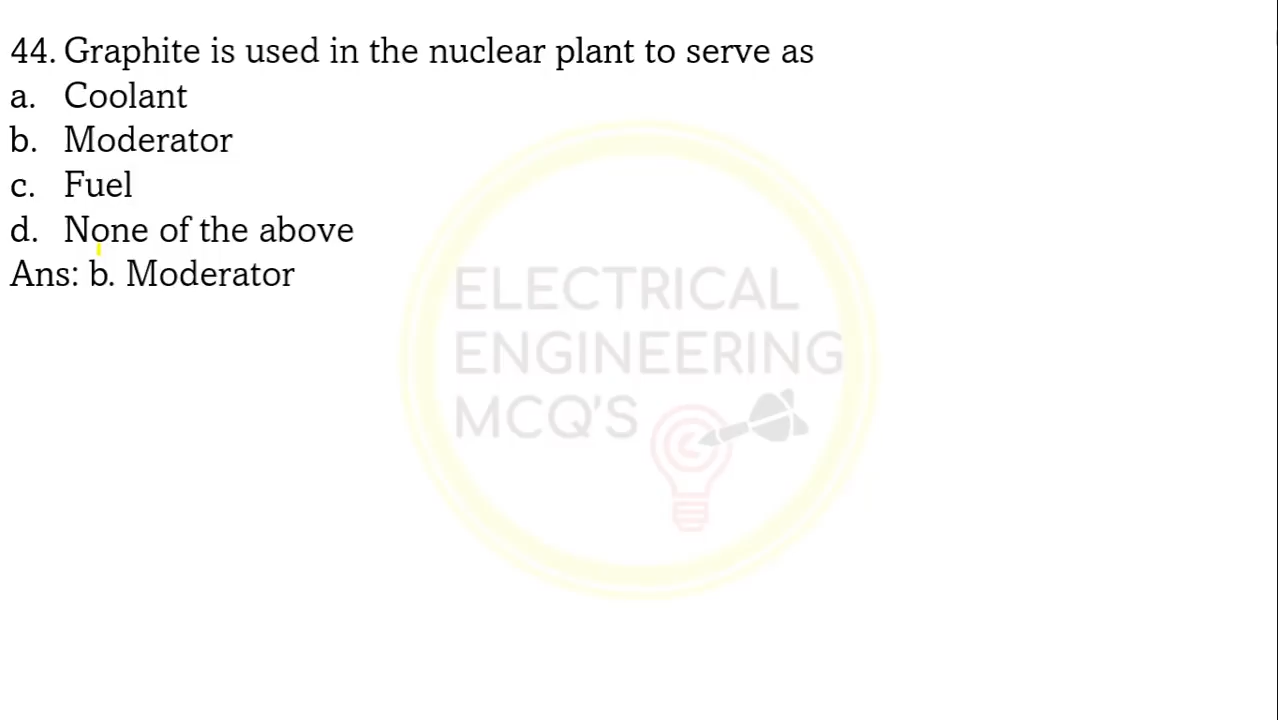 44. Graphite is used in the nuclear plant to serve as
a. Coolant
b. Moderator
c. Fuel
d. None of the above
Ans: b. Moderator
ELECTRICAL
ENGINEERING
MCQ'S